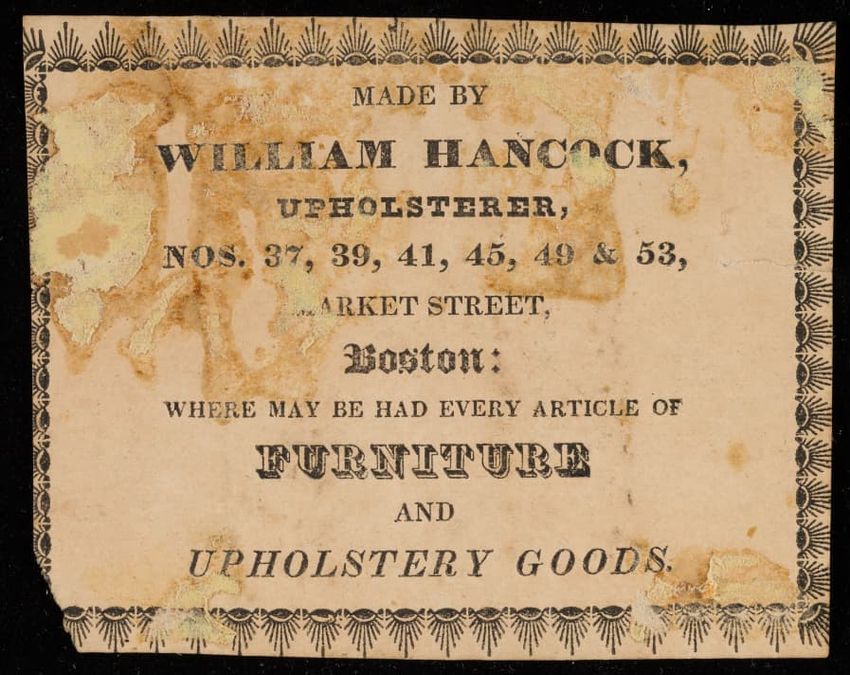 MADE BY
WILLIAM HANCOCK,
UPHOLSTERER,
NOS. 37, 39, 41, 45, 49 & 53,
MARKET STREET,
Boston:
WHERE MAY BE HAD EVERY ARTICLE OF
FURNITURE
AND
UPHOLSTERY GOODS.